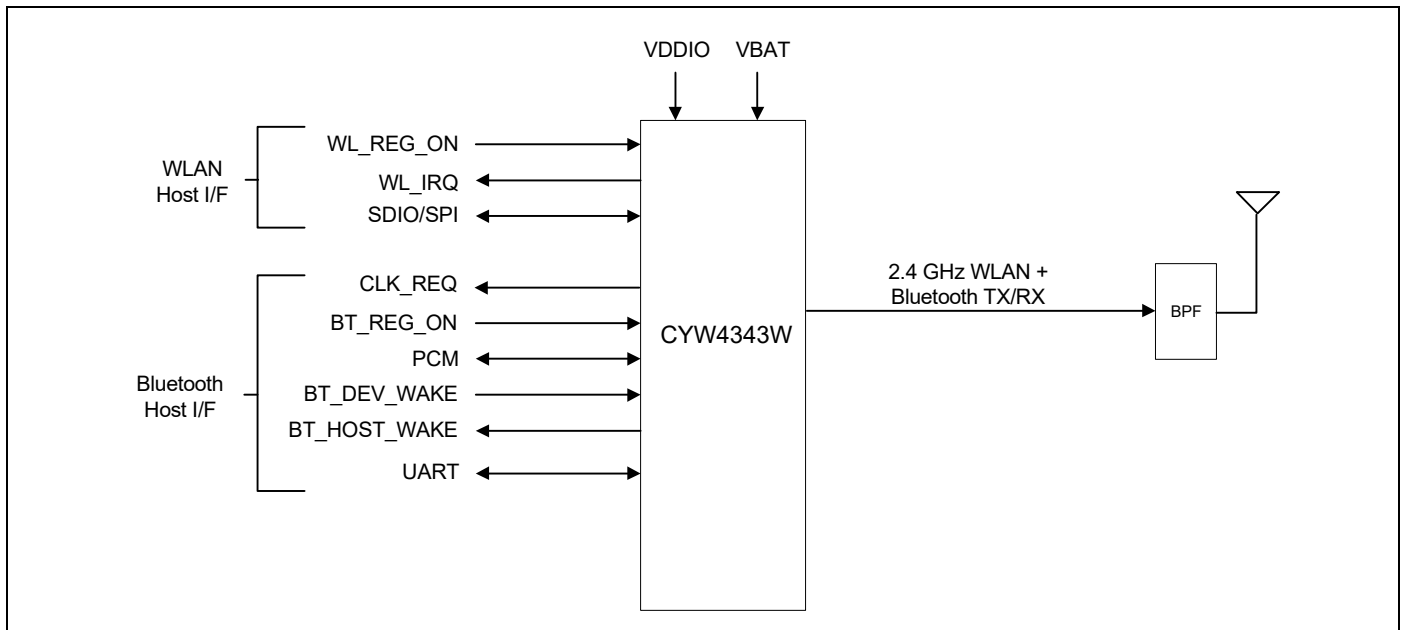 VDDIO VBAT
WLAN
Host I/F
WL_REG_ON
WL_IRQ
SDIO/SPI
Bluetooth
Host I/F
CLK_REQ
BT_REG_ON
PCM
BT_DEV_WAKE
BT_HOST_WAKE
UART
CYW4343W
2.4 GHz WLAN +
Bluetooth TX/RX
BPF